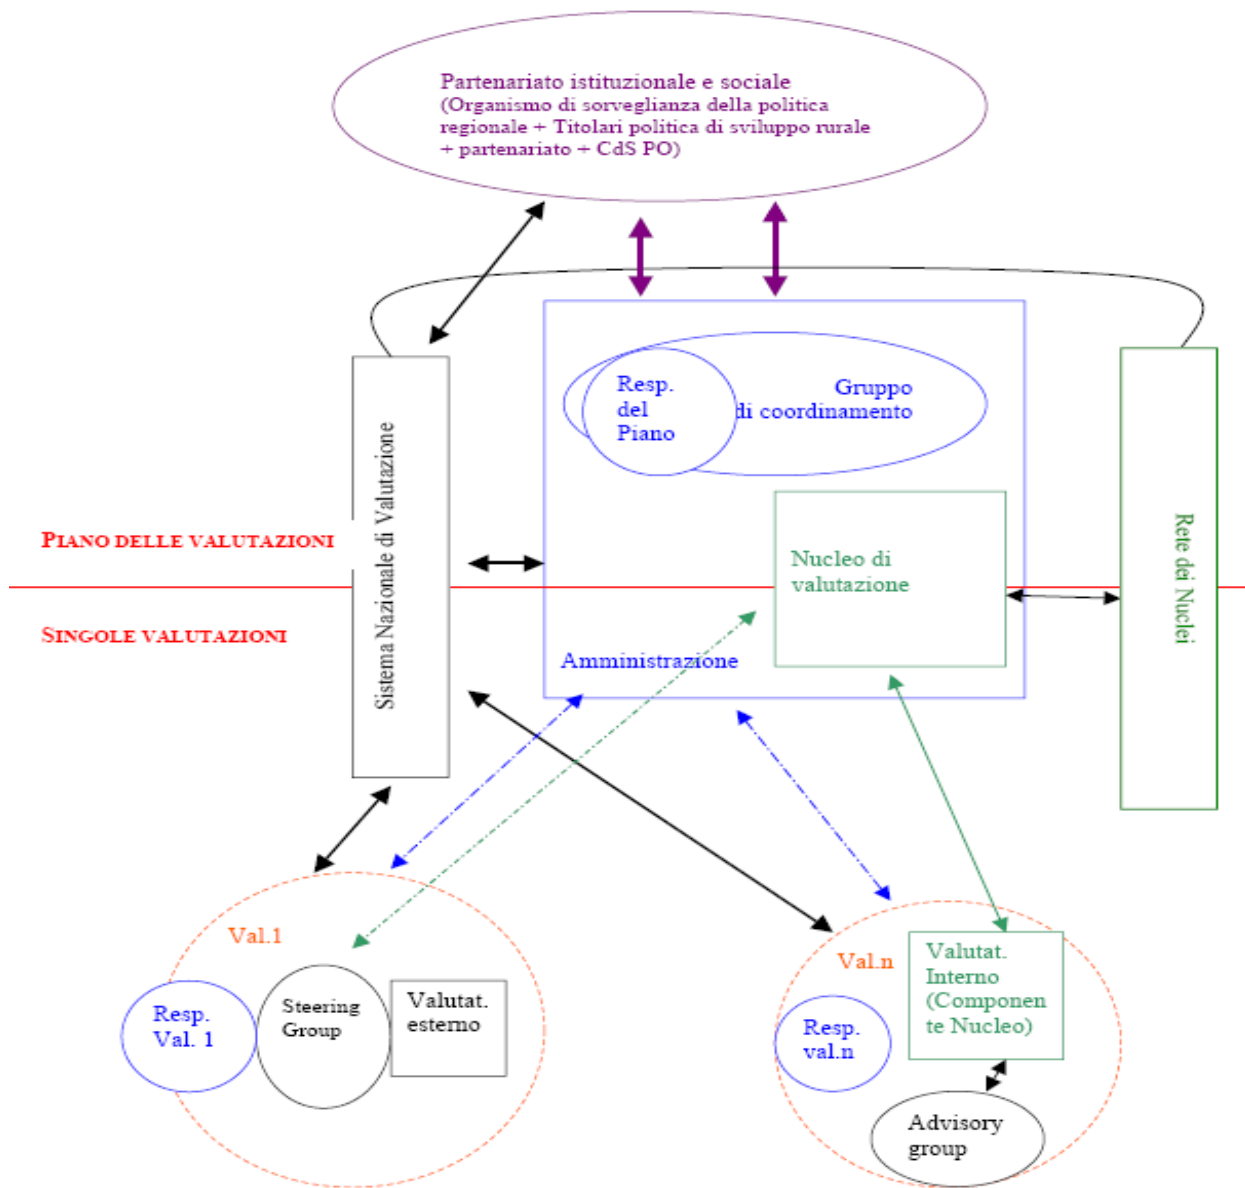 Partenariato istituzionale e sociale
(Organismo di sorveglianza della politica
regionale + Titolari politica di sviluppo rurale
+ partenariato + CdS PO)
Resp.
del
Piano
Gruppo
di coordinamento
Sistema Nazionale di Valutazione
PIANO DELLE VALUTAZIONI
Nucleo di
valutazione
Rete dei Nuclei
SINGOLE VALUTAZIONI
Amministrazione
Val.1
Resp.
Val. 1
Steering
Group
Valutat.
esterno
Val.n
Valutat.
Interno
(Componen
te Nucleo)
Resp.
val.n
Advisory
group